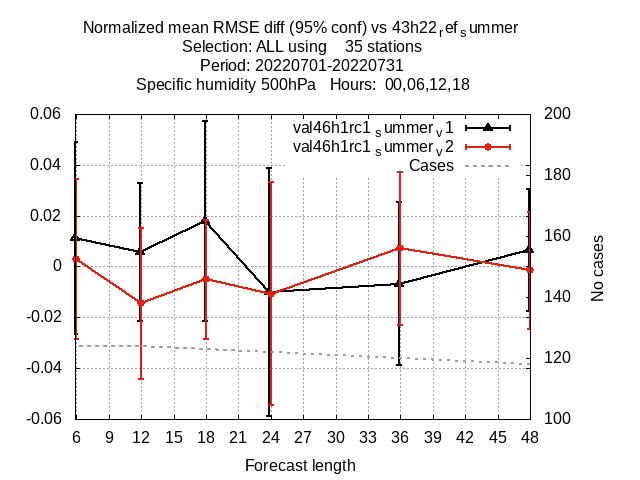 Normalized mean RMSE diff (95% conf) vs 43h22refsummer
Selection: ALL using    35 stations
Period: 20220701-20220731
Specific humidity 500hPa   Hours:  00,06,12,18
0.06
0.04
0.02
0
-0.02
-0.04
-0.06
200
180
160
140
120
100
val46h1rc1summerv1
val46h1rc1summerv2
Cases
No cases
6 9 12 15 18 21 24 27 30 33 36 39 42 45 48
Forecast length